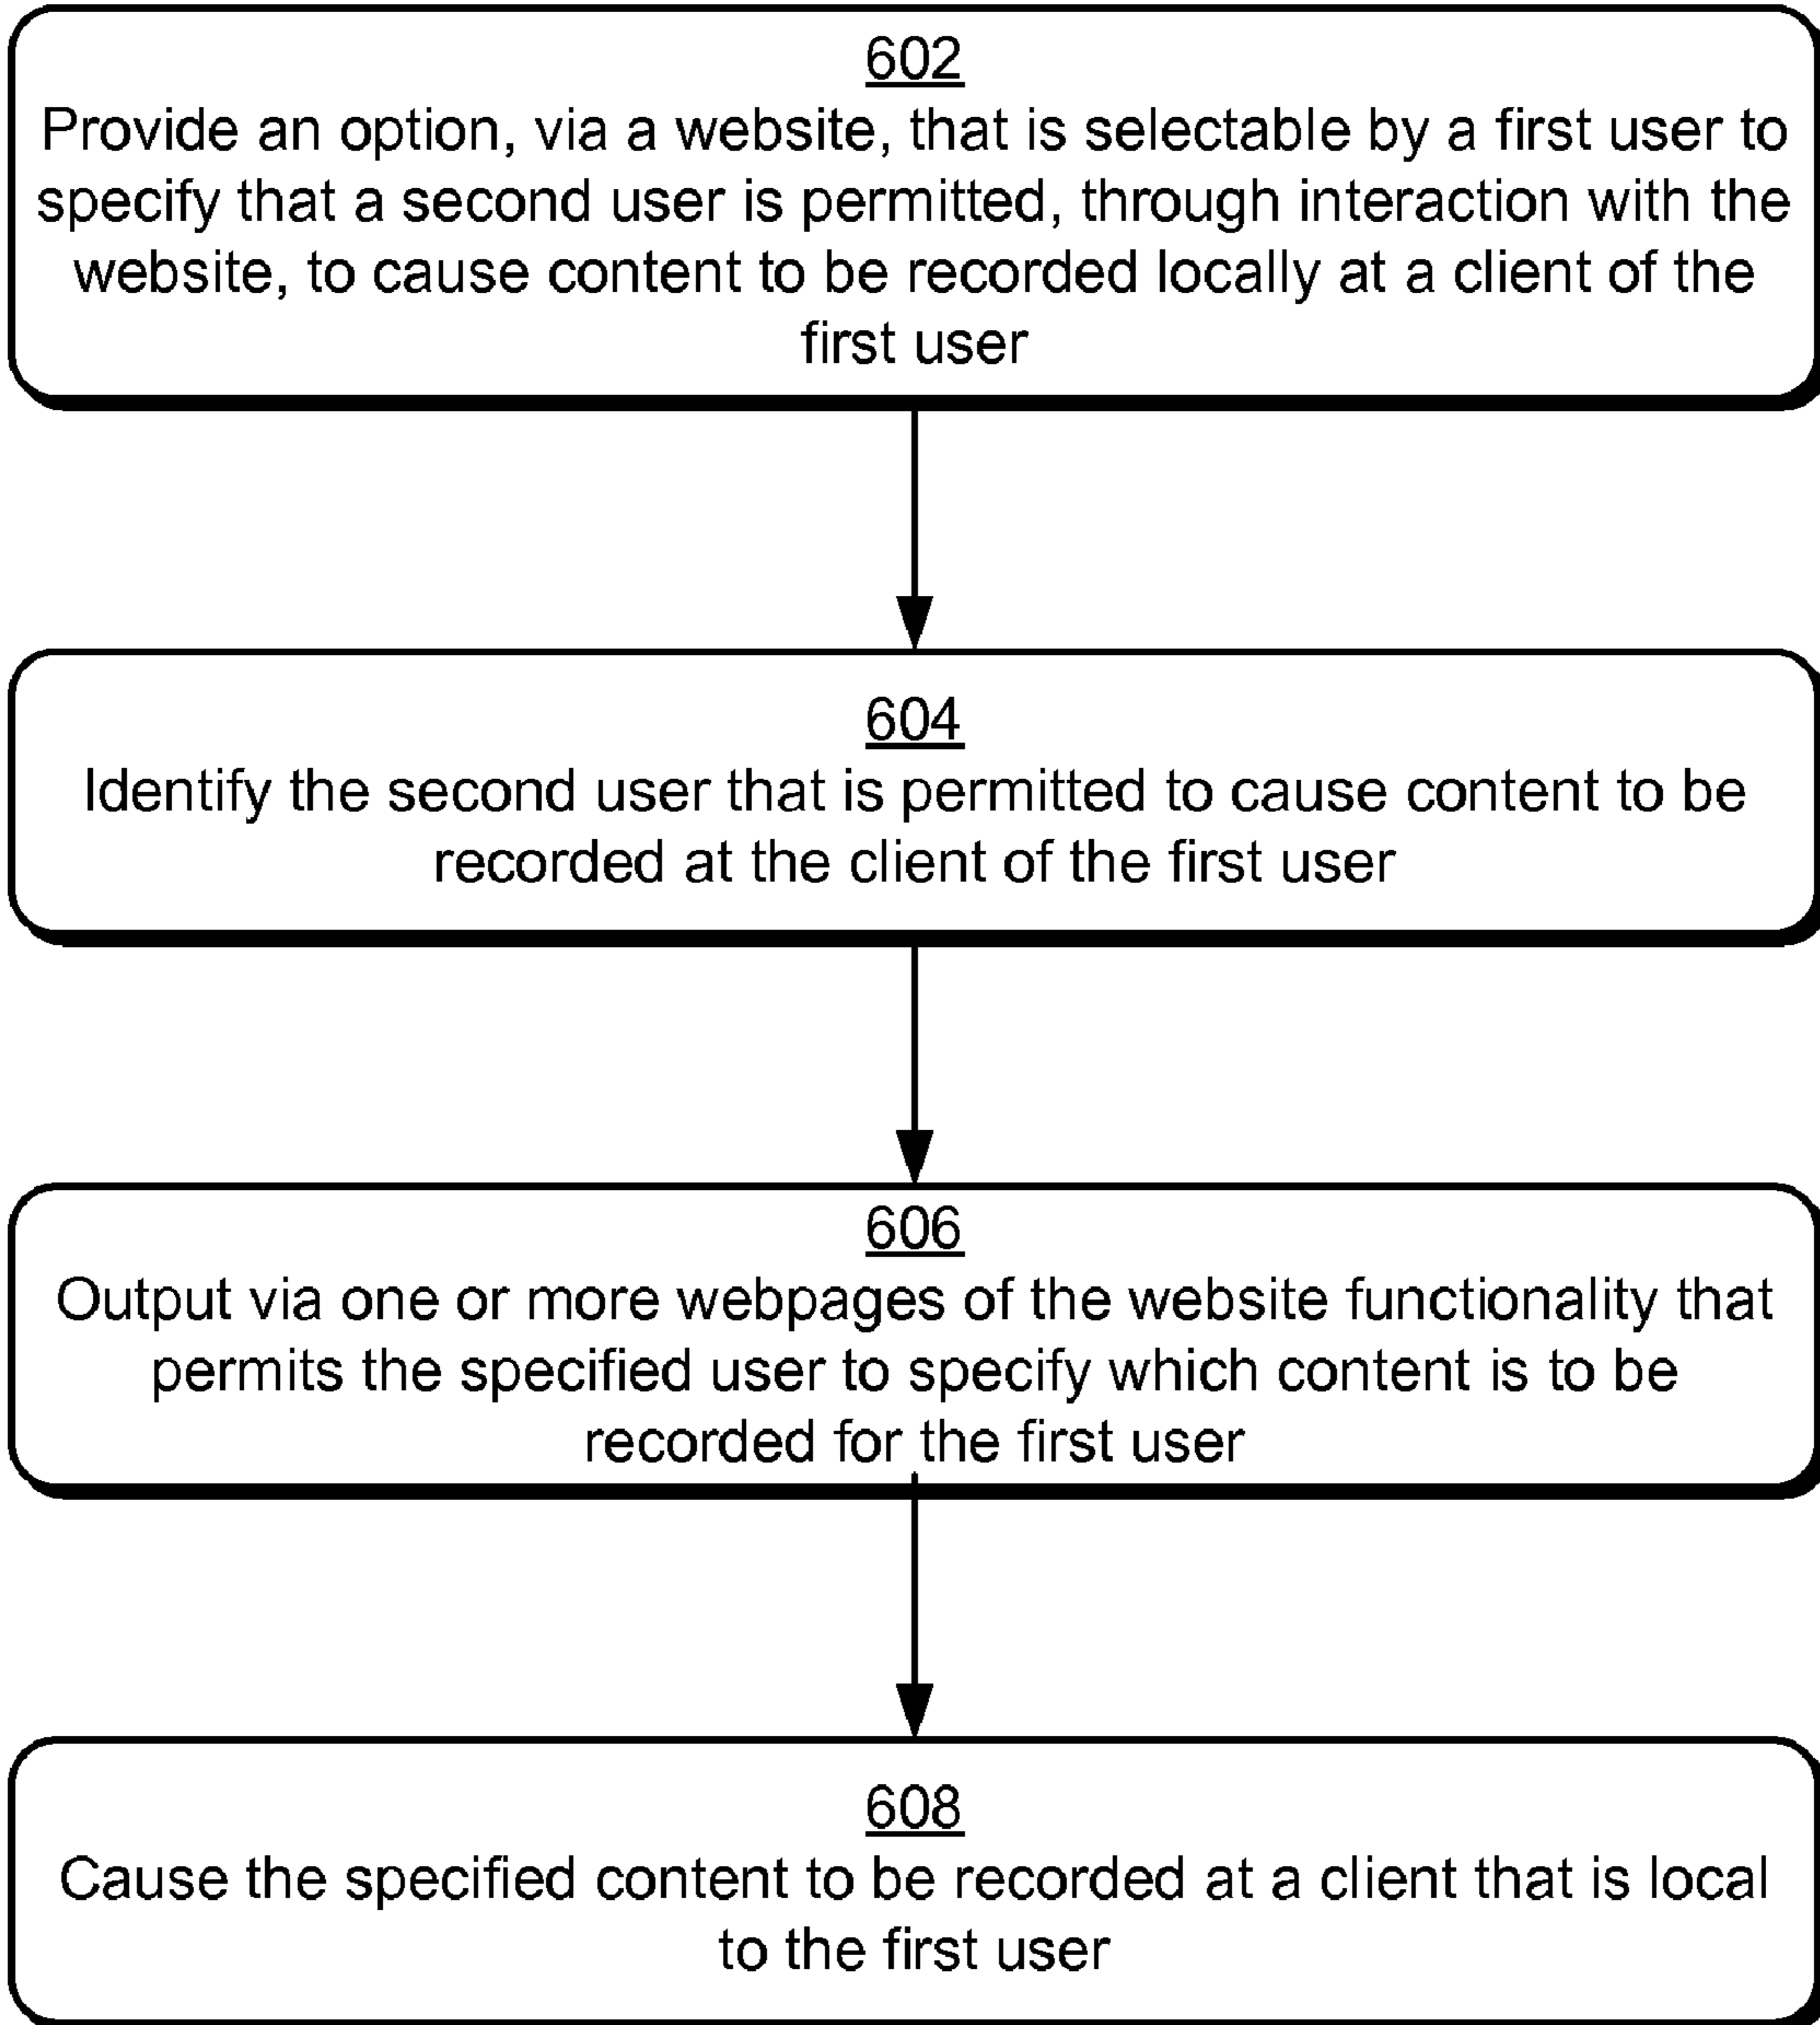 602
Provide an option, via a website, that is selectable by a first user to
specify that a second user is permitted, through interaction with the
website, to cause content to be recorded locally at a client of the
first user
604
Identify the second user that is permitted to cause content to be
recorded at the client of the first user
606
Output via one or more webpages of the website functionality that
permits the specified user to specify which content is to be
recorded for the first user
608
Cause the specified content to be recorded at a client that is local
to the first user